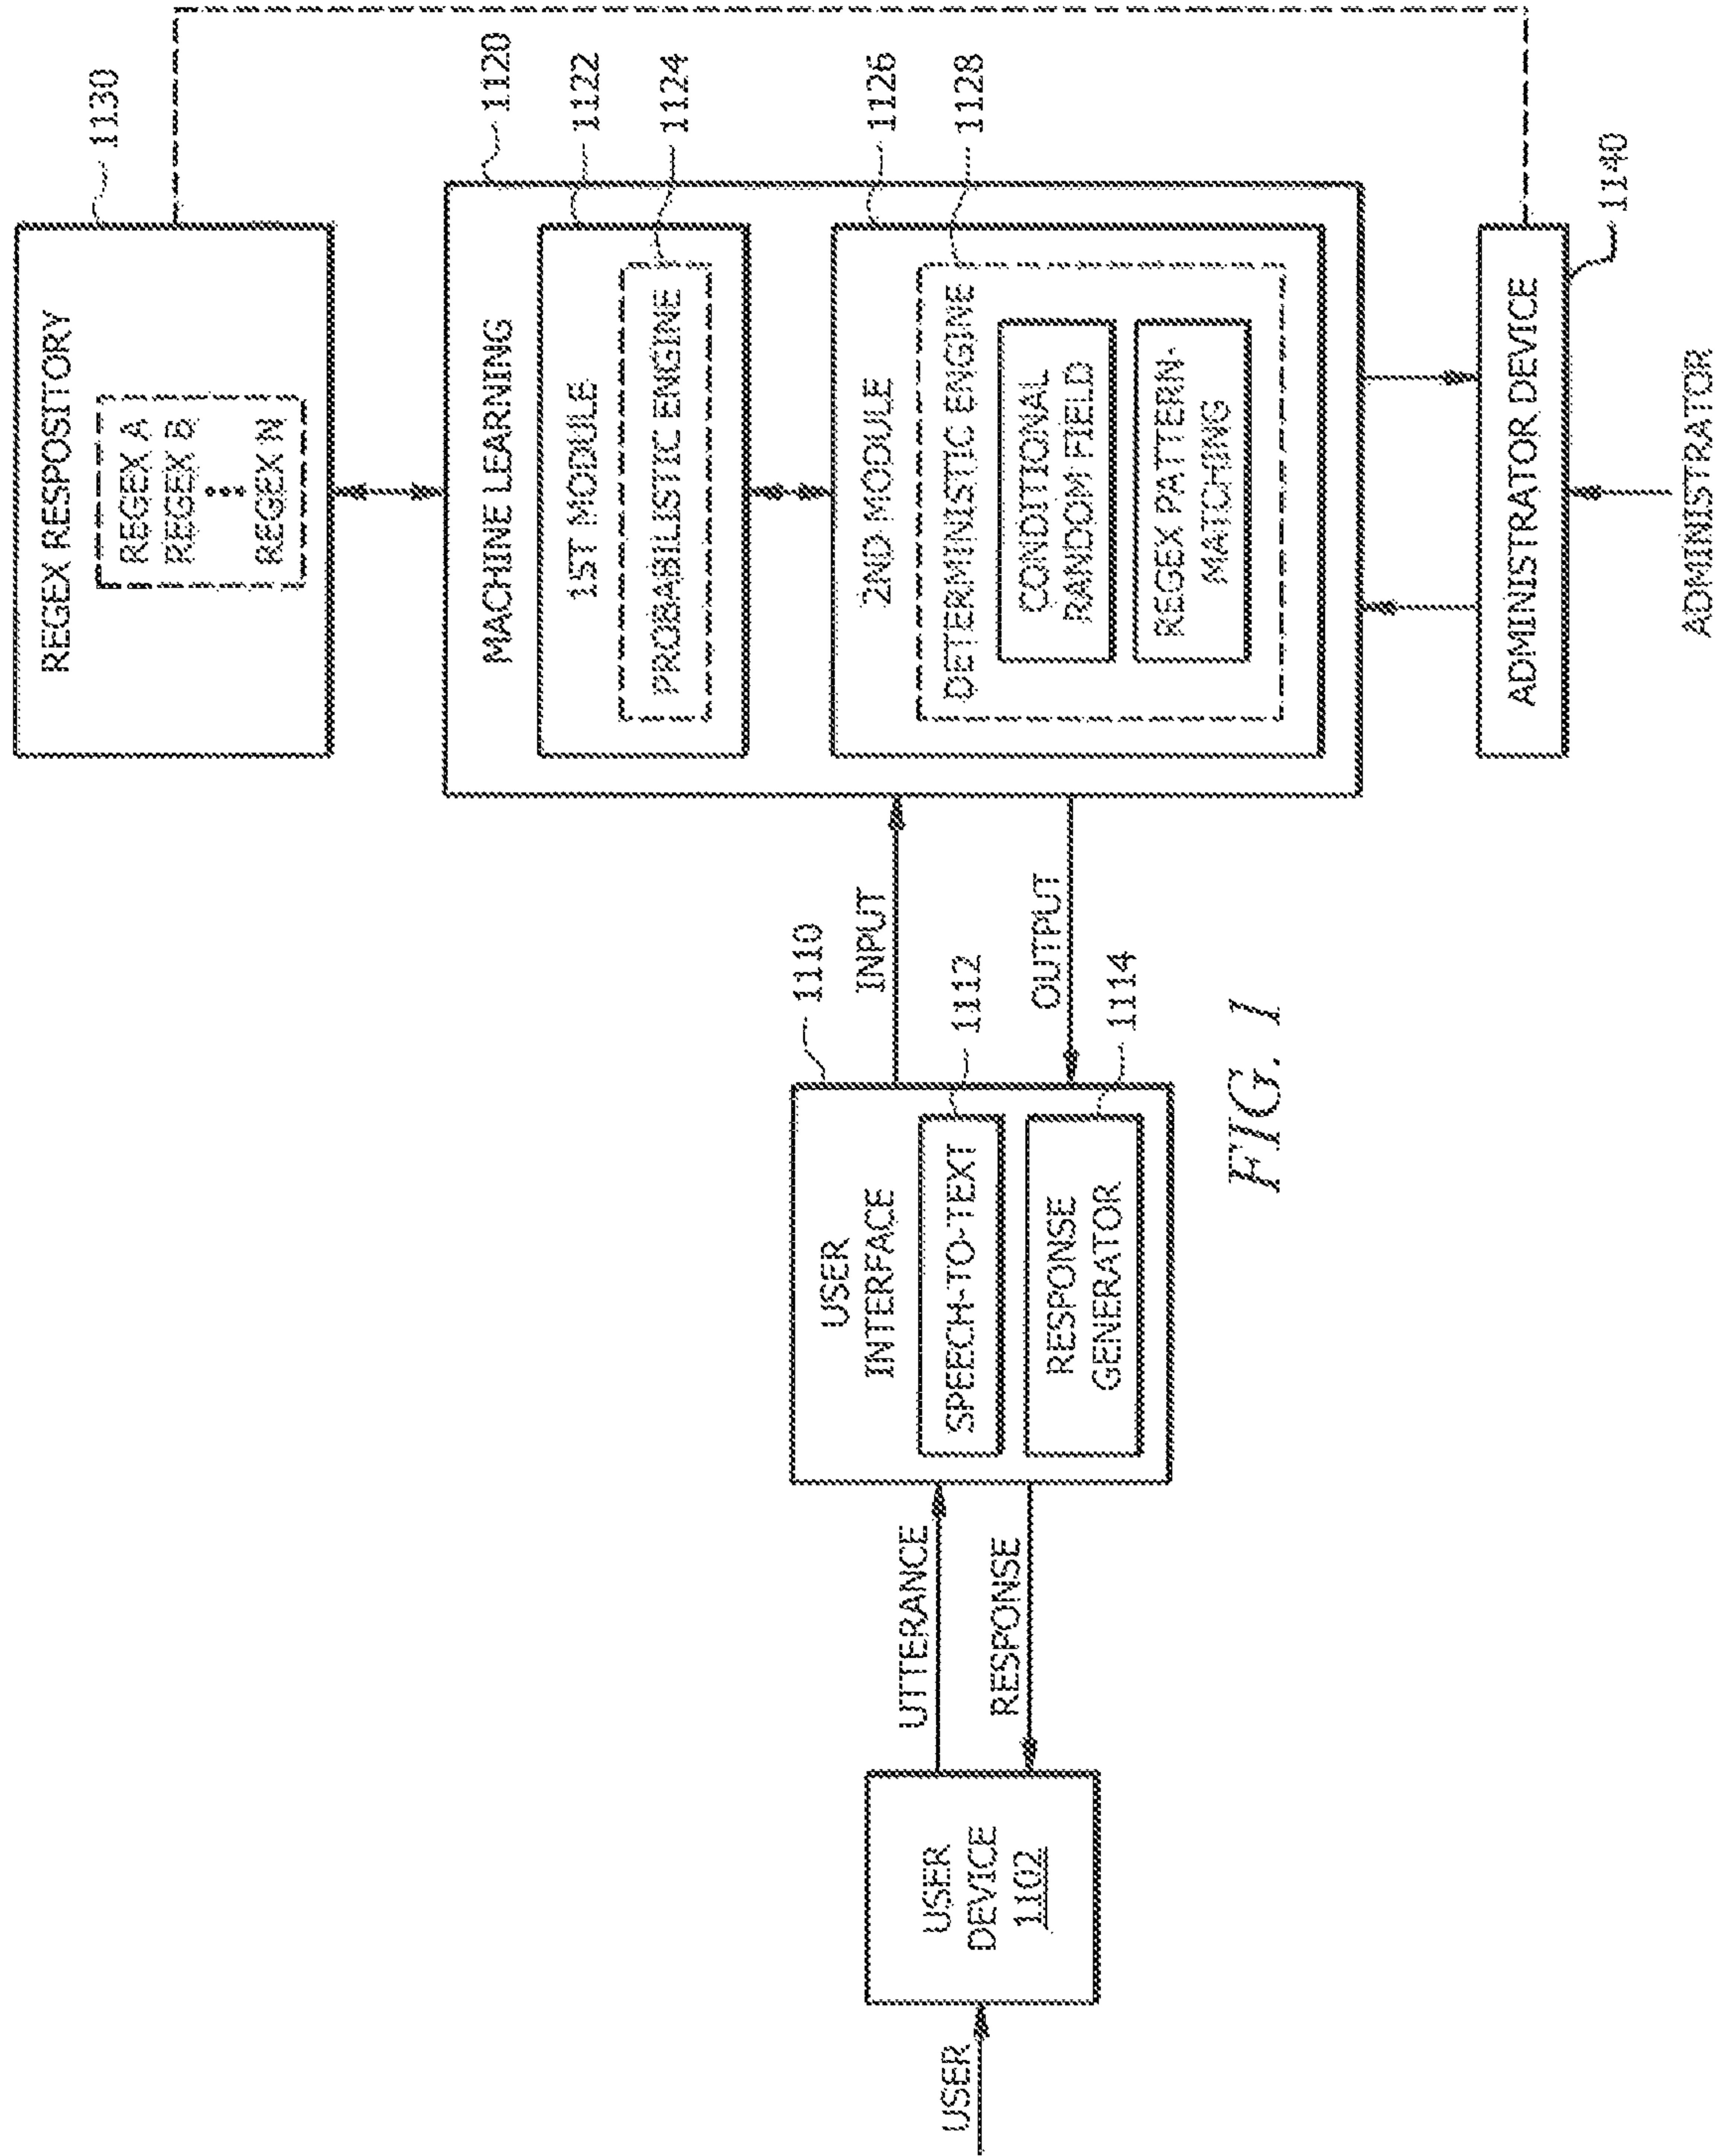 USER
USER
DEVICE
1102
UTTERANCE
RESPONSE
USER
INTERFACE
1110
SPEECH-TO-TEXT
1112
RESPONSE
GENERATOR
1114
INPUT
OUTPUT
REGEX RESPOSITORY
1130
REGEX A
REGEX B
REGEX N
MACHINE LEARNING
1120
1ST MODULE
1122
PROBABILISTIC ENGINE
1124
2ND MODULE
1126
DETERMINISTIC ENGINE
1128
CONDITIONAL
RANDOM FIELD
REGEX PATTERN-
MATCHING
ADMINISTRATOR DEVICE
1140
ADMINISTRATOR
FIG. 1